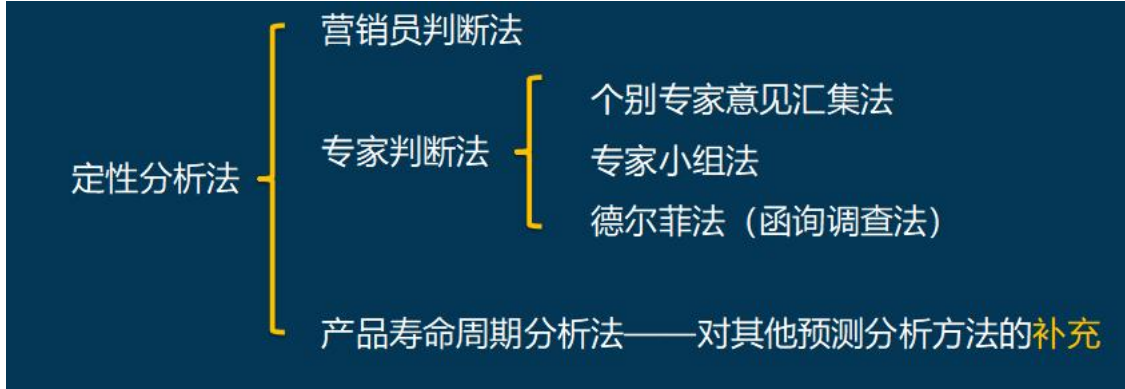 营销员判断法
个别专家意见汇集法
专家判断法
专家小组法
定性分析法
德尔菲法（函询调查法）
产品寿命周期分析法——对其他预测分析方法的补充